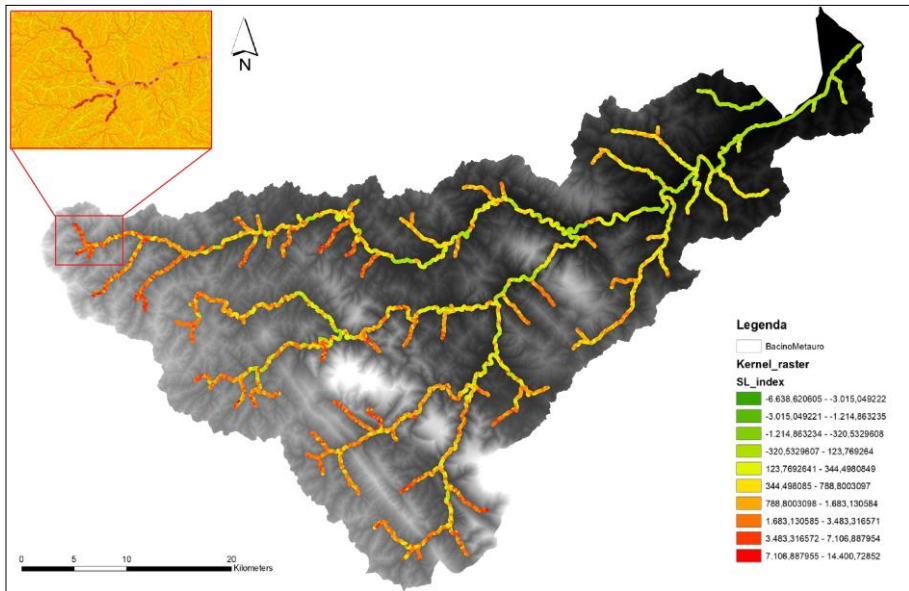 N
Legenda
BacinoMetauro
Kernel_raster
SL_index
-6.638,620605 - -3.015,049222
-3.015,049221 - -1.214,863235
-1.214,863234 - -320,5329608
-320,5329607 - 123,769264
123,7692641 - 344,4980849
344,498085 - 788,8003097
788,8003098 - 1.683,130584
1.683,130585 - 3.483,316571
3.483,316572 - 7.106,887954
7.106,887955 - 14.400,72852
0 5 10 20
Kilometers